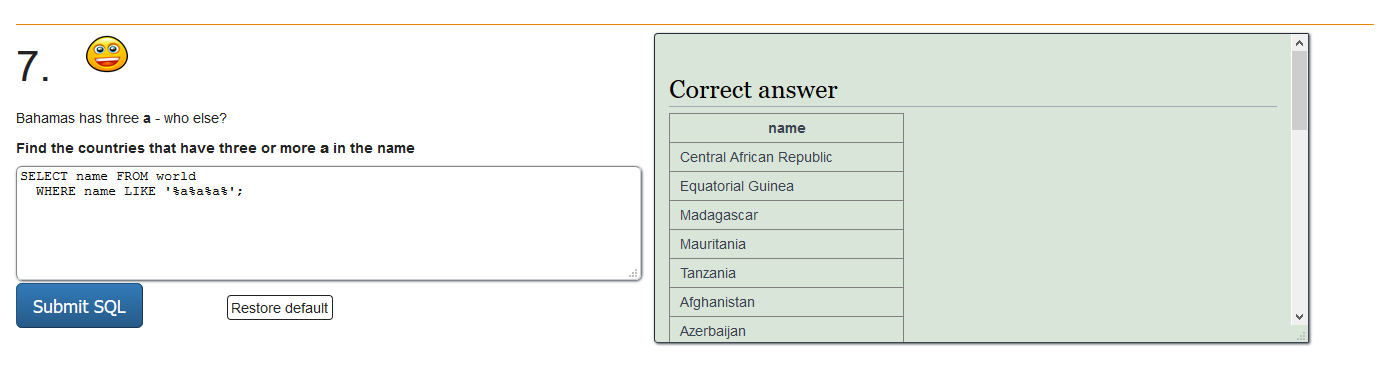 7.
Bahamas has three a - who else?
Find the countries that have three or more a in the name
SELECT name FROM world
WHERE name LIKE '%a%a%a%';
Submit SQL
Restore default
Correct answer
name
Central African Republic
Equatorial Guinea
Madagascar
Mauritania
Tanzania
Afghanistan
Azerbaijan